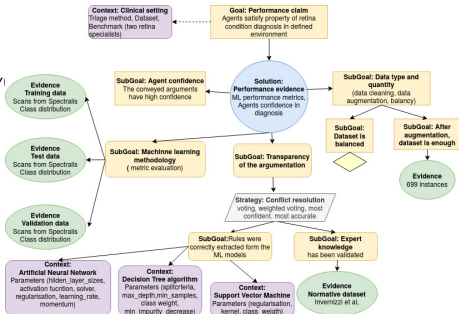 Context: Clinical setting
Triage method, Dataset,
Benchmark (two retina
specialists)
Goal: Performance claim
Agents satisfy property of retina
condition diagnosis in defined
environment
Evidence
Training data
Scans from Spectralis
Class distribution
SubGoal: Agent confidence
The conveyed arguments
have high confidence
Solution:
Performance evidence
ML performance metrics,
Agents confidence in
diagnosis
SubGoal: Data type and
quantity
(data cleaning, data
augmentation, balancy)
Evidence
Test data
Scans from Spectralis
Class distribution
SubGoal: Machinne learning
methodology
( metric evaluation)
SubGoal: Transparency
of the argumentation
SubGoal:
Dataset is
balanced
SubGoal: After
augmentation,
dataset is enough
Evidence
699 instances
Evidence
Validation data
Scans from Spectralis
Class distribution
Strategy: Conflict resolution
voting, weighted voting, most
confident, most accurate
SubGoal:Rules were
correctly extracted form the
ML models
SubGoal: Expert
knowledge
has been validated
Context:
Artificial Neural Network
Parameters (hilden_layer_sizes,
activation fucntion, solver,
regularisation, learning_rate,
momentum)
Context:
Decision Tree algorithm
Parameters (splitcriteria,
max_depth,min_samples,
class weight,
min_impurity_decrease)
Context:
Support Vector Machine
Parameters (regularisation,
kernel, class_weigth)
Evidence
Normative dataset
Invernizzi et al,